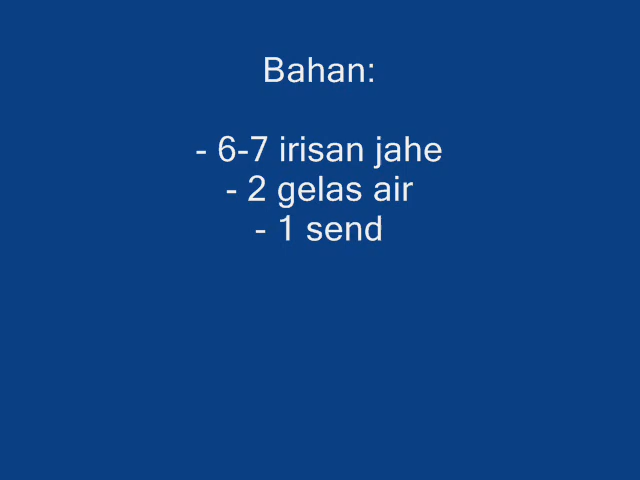 Bahan:
- 6-7 irisan jahe
- 2 gelas air
- 1 send